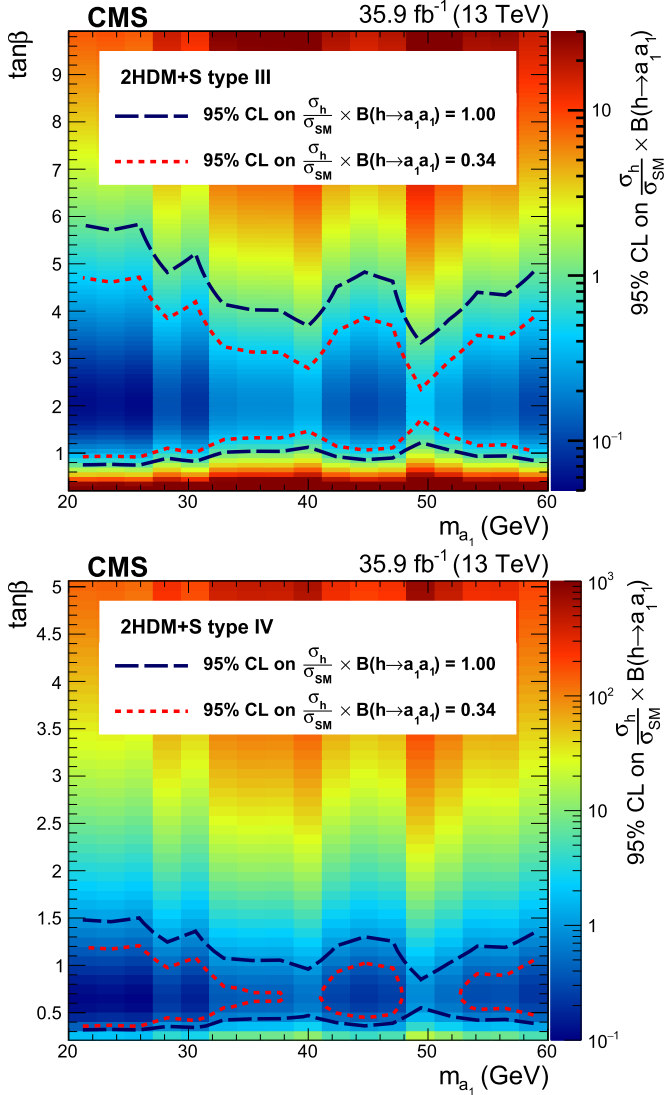 CMS 35.9 fb⁻¹ (13 TeV)
tanβ
9
8
7
6
5
4
3
2
1
2HDM+S type III
95% CL on σh/σSM × B(h→a1a1) = 1.00
95% CL on σh/σSM × B(h→a1a1) = 0.34
20 30 40 50 60
m_a1 (GeV)
10
1
10⁻¹
95% CL on σh/σSM × B(h→a1a1)
CMS 35.9 fb⁻¹ (13 TeV)
tanβ
5
4.5
4
3.5
3
2.5
2
1.5
1
0.5
2HDM+S type IV
95% CL on σh/σSM × B(h→a1a1) = 1.00
95% CL on σh/σSM × B(h→a1a1) = 0.34
20 30 40 50 60
m_a1 (GeV)
10³
10²
10
1
10⁻¹
95% CL on σh/σSM × B(h→a1a1)